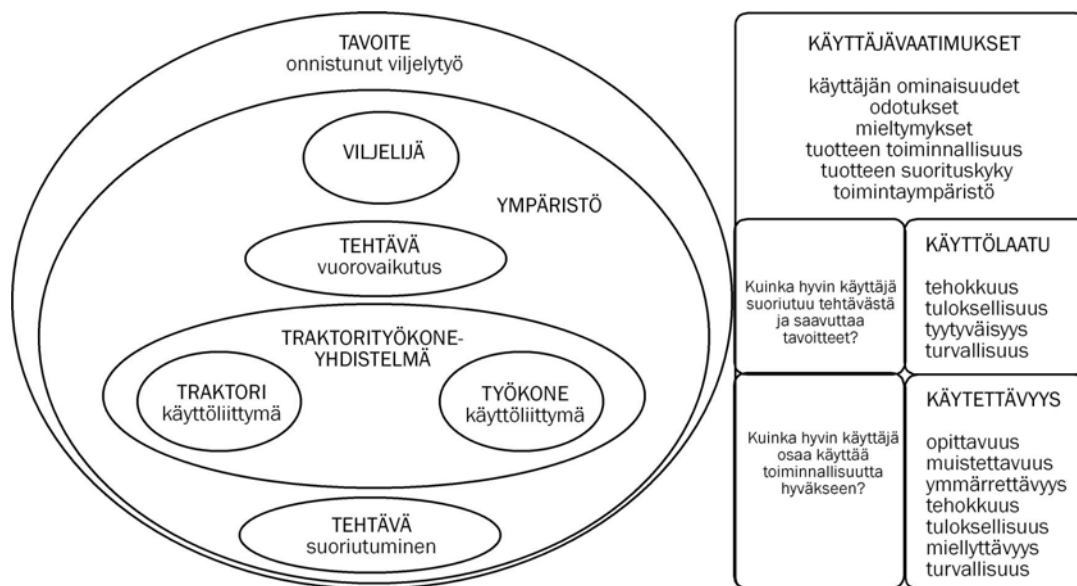 TAVOITE
onnistunut viljelytyö
VILJELIJÄ
YMPÄRISTÖ
TEHTÄVÄ
vuorovaikutus
TRAKTORITYÖKONE-
YHDISTELMÄ
TRAKTORI
käyttöliittymä
TYÖKONE
käyttöliittymä
TEHTÄVÄ
suoriutuminen
KÄYTTÄJÄVAATIMUKSET
käyttäjän ominaisuudet
odotukset
mieltymykset
tuotteen toiminnallisuus
tuotteen suorituskyky
toimintaympäristö
Kuinka hyvin käyttäjä
suoriutuu tehtävästä
ja saavuttaa
tavoitteet?
KÄYTTÖLAATU
tehokkuus
tuloksellisuus
tyytyväisyys
turvallisuus
Kuinka hyvin käyttäjä
osaa käyttää
toiminnallisuutta
hyväkseen?
KÄYTETTÄVYYS
opittavuus
muistettavuus
ymmärrettävyys
tehokkuus
tuloksellisuus
miellyttävyys
turvallisuus